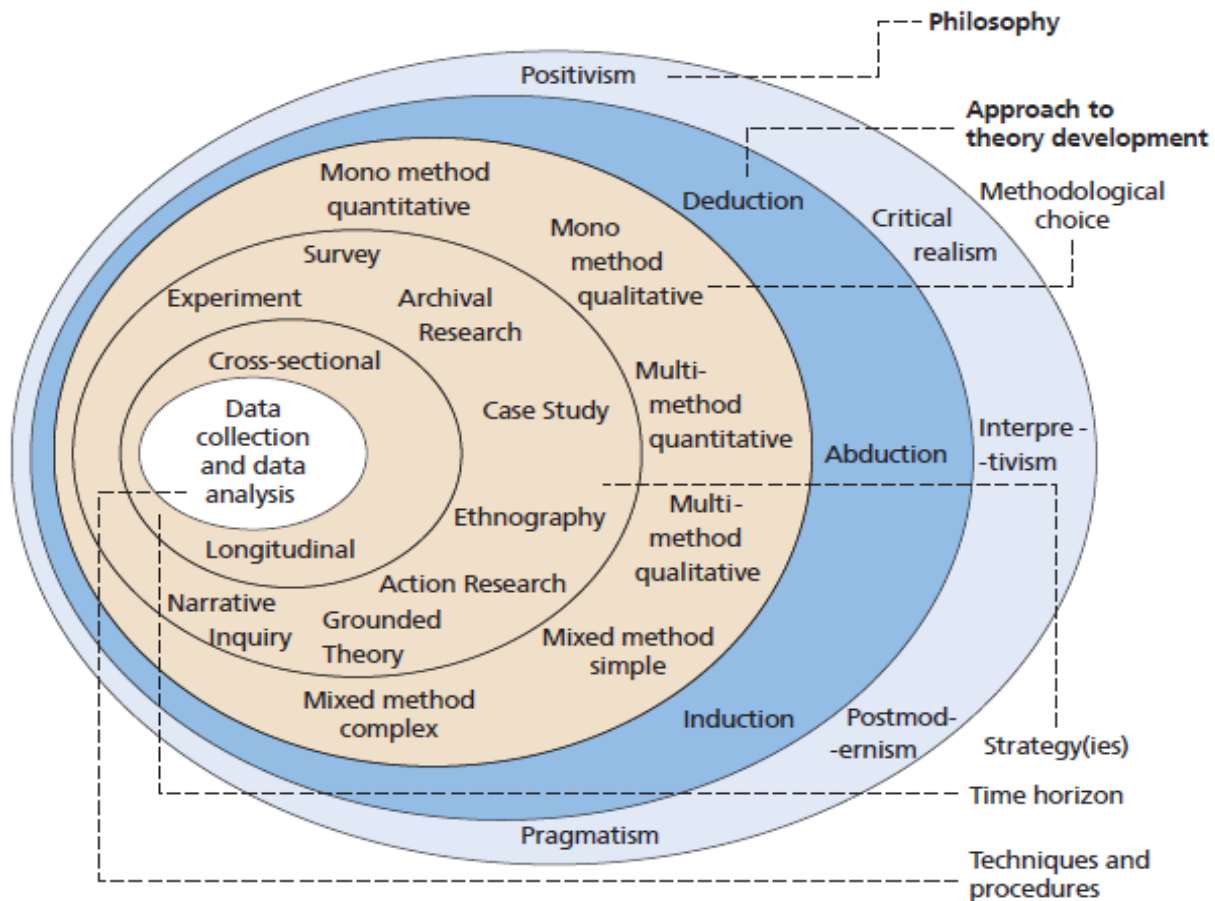 Philosophy
Positivism
Approach to
theory development
Mono method
quantitative
Deduction
Methodological
choice
Critical
realism
Mono
method
qualitative
Survey
Experiment
Archival
Research
Cross-sectional
Multi-
method
quantitative
Case Study
Data
collection
and data
analysis
Interpre-
-tivism
Abduction
Ethnography
Multi-
method
qualitative
Longitudinal
Action Research
Narrative
Inquiry
Grounded
Theory
Mixed method
simple
Mixed method
complex
Induction
Postmod-
-ernism
Strategy(ies)
Time horizon
Pragmatism
Techniques and
procedures